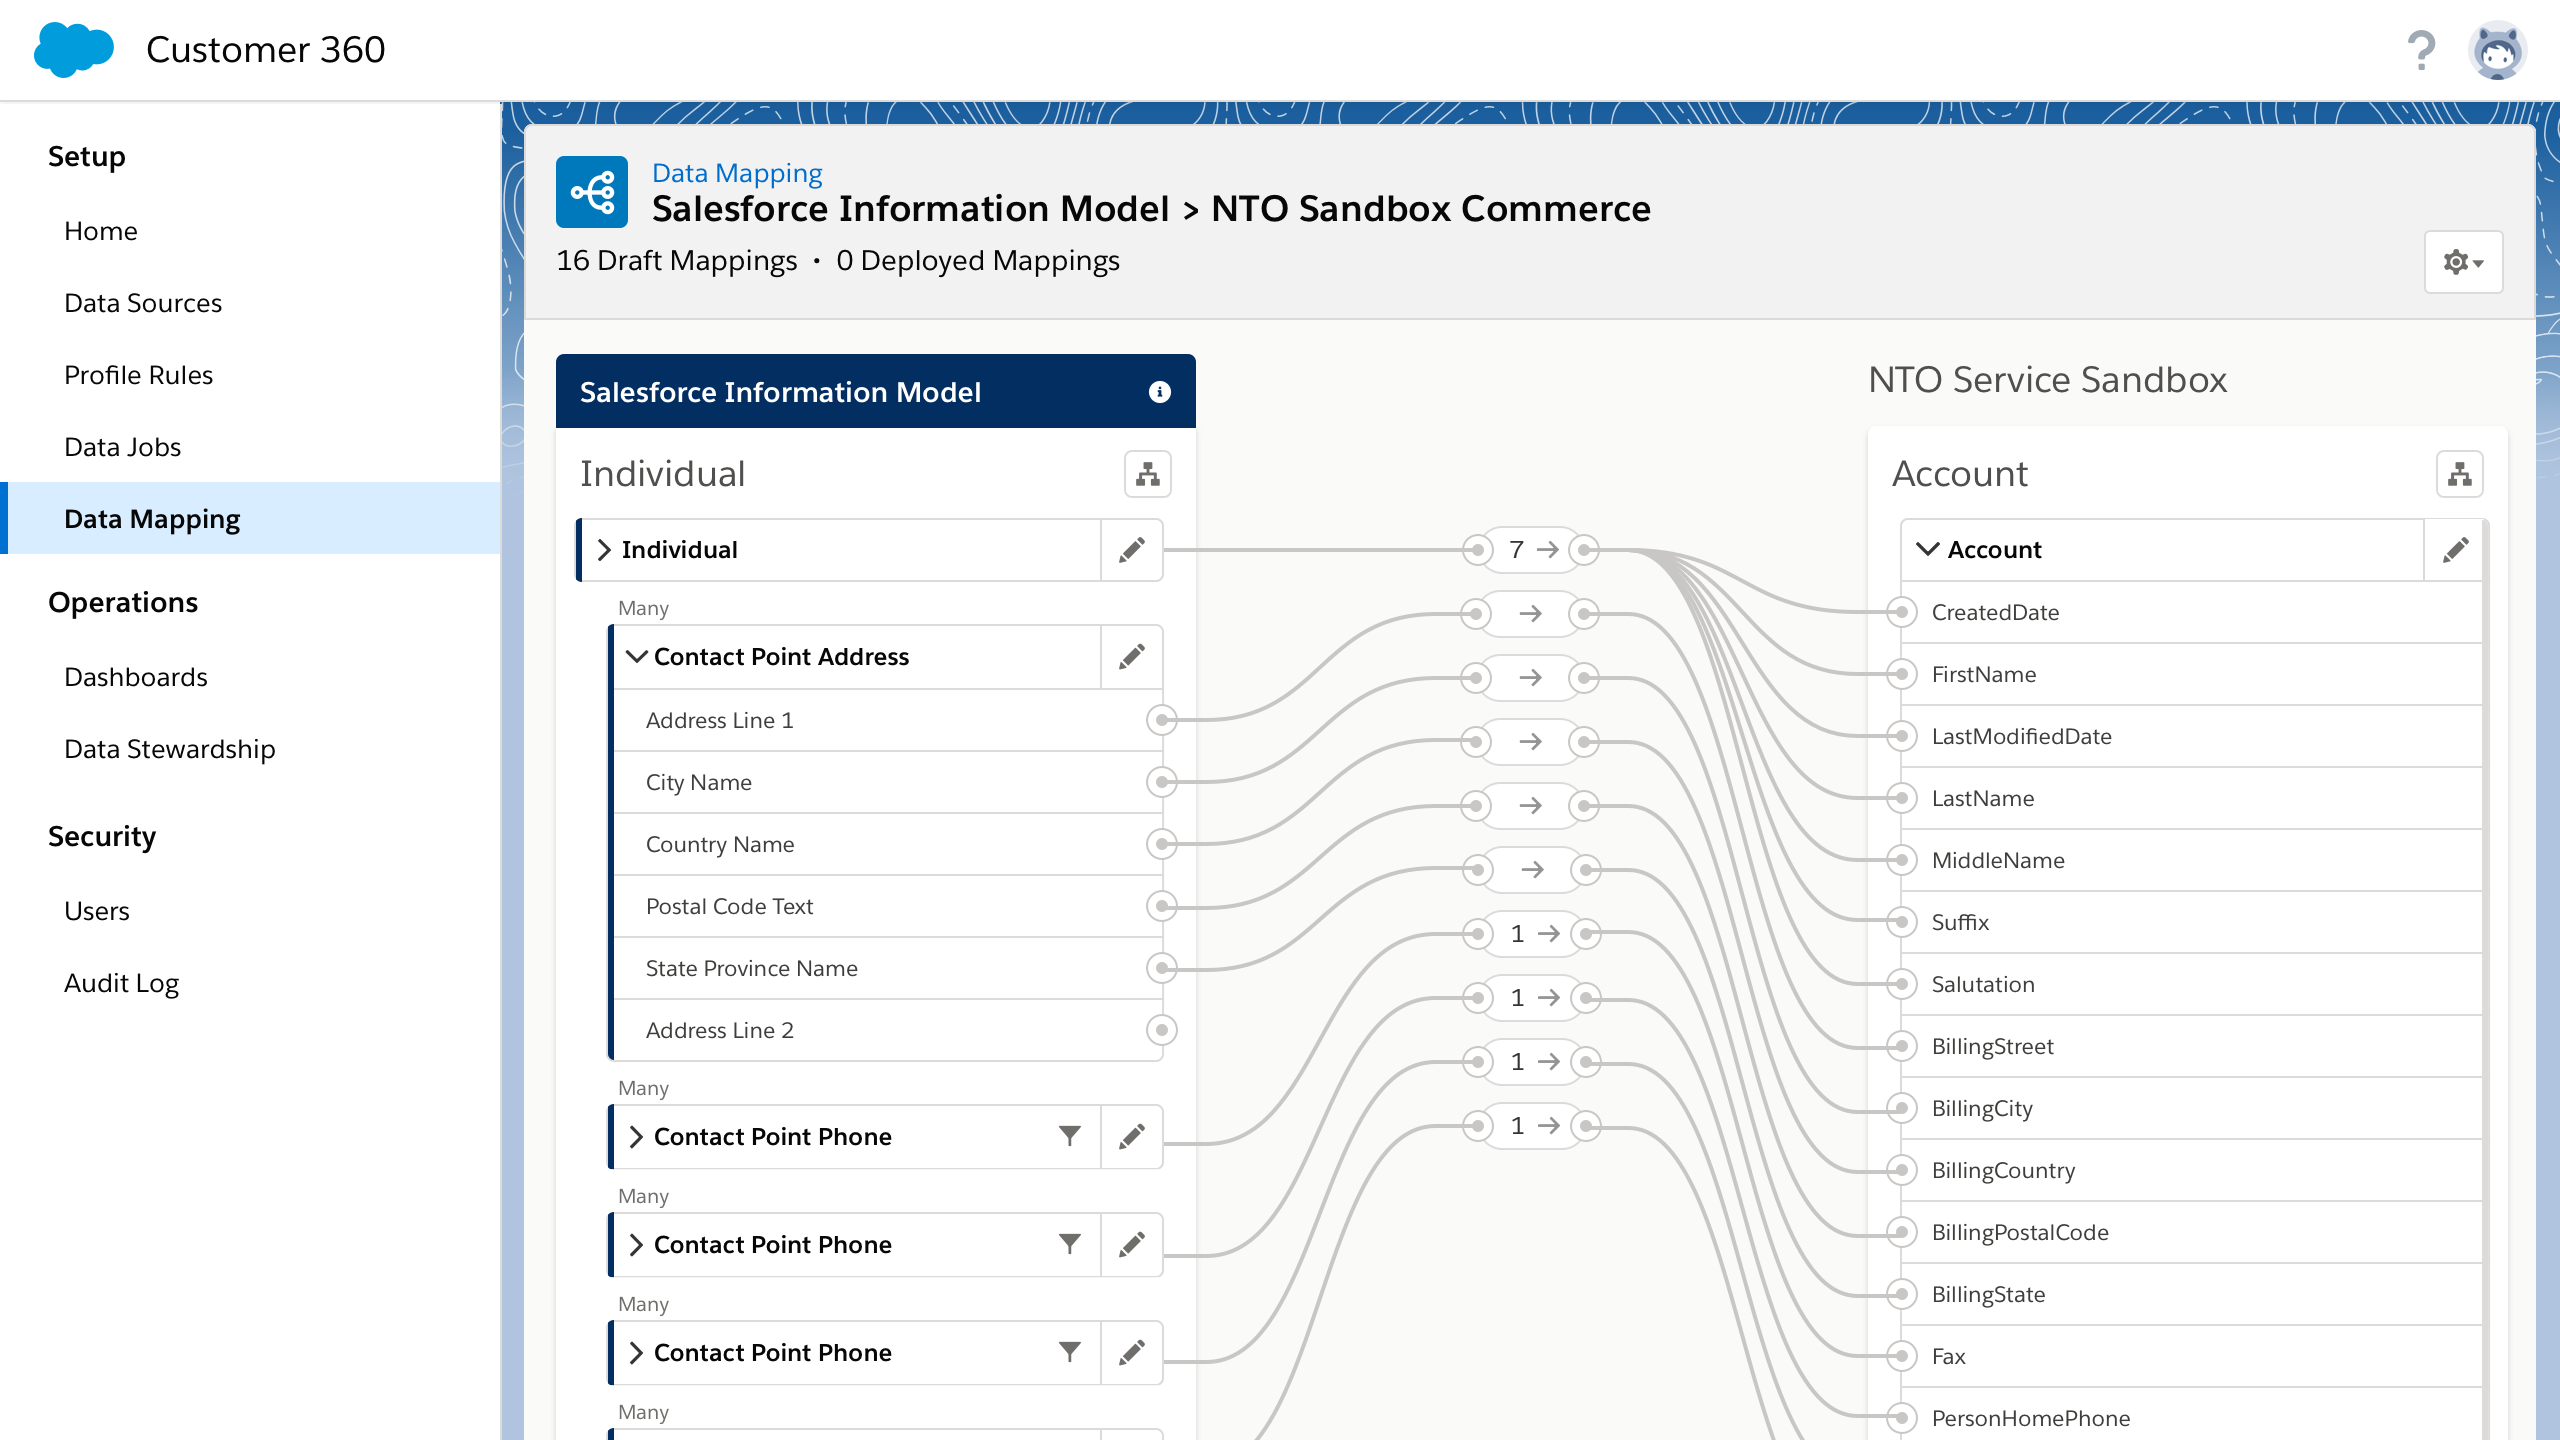 Customer 360
?
Setup
Home
Data Sources
Profile Rules
Data Jobs
Data Mapping
Operations
Dashboards
Data Stewardship
Security
Users
Audit Log
Data Mapping
Salesforce Information Model > NTO Sandbox Commerce
16 Draft Mappings • 0 Deployed Mappings
Salesforce Information Model
Individual
Individual
Many
Contact Point Address
Address Line 1
City Name
Country Name
Postal Code Text
State Province Name
Address Line 2
Many
Contact Point Phone
Many
Contact Point Phone
Many
Contact Point Phone
Many
7
1
1
1
1
NTO Service Sandbox
Account
Account
CreatedDate
FirstName
LastModifiedDate
LastName
MiddleName
Suffix
Salutation
BillingStreet
BillingCity
BillingCountry
BillingPostalCode
BillingState
Fax
PersonHomePhone